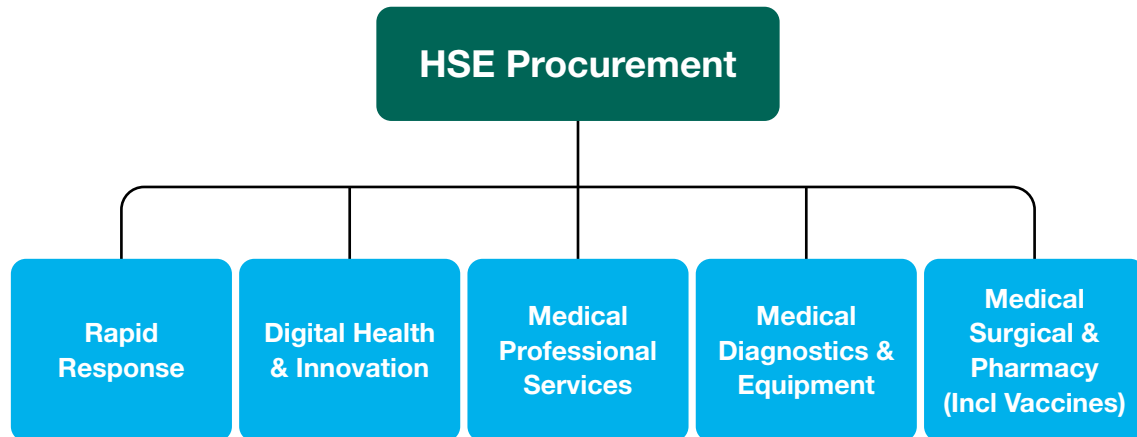 HSE Procurement
Rapid
Response
Digital Health
& Innovation
Medical
Professional
Services
Medical
Diagnostics &
Equipment
Medical
Surgical &
Pharmacy
(Incl Vaccines)